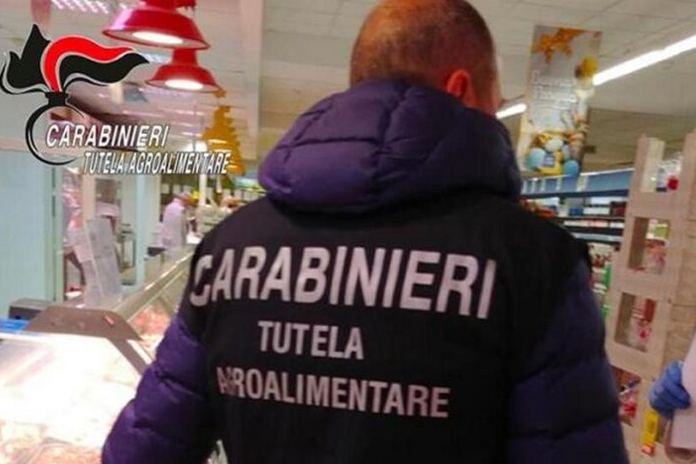 CARABINIERI
TUTELA AGROALIMENTARE
CARABINIERI
TUTELA
AGROALIMENTARE